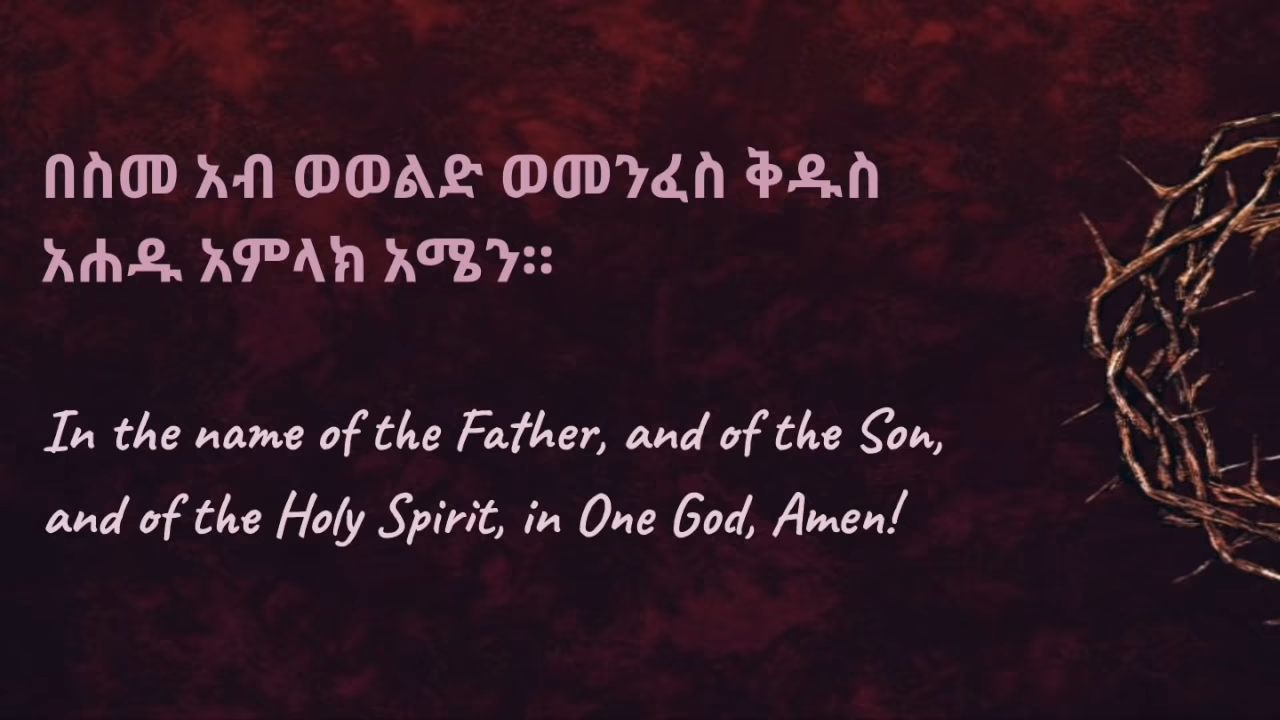 በስመ አብ ወወልድ ወመንፈስ ቅዱስ
አሐዱ አምላክ አሜን።
In the name of the Father, and of the Son,
and of the Holy Spirit, in One God, Amen!